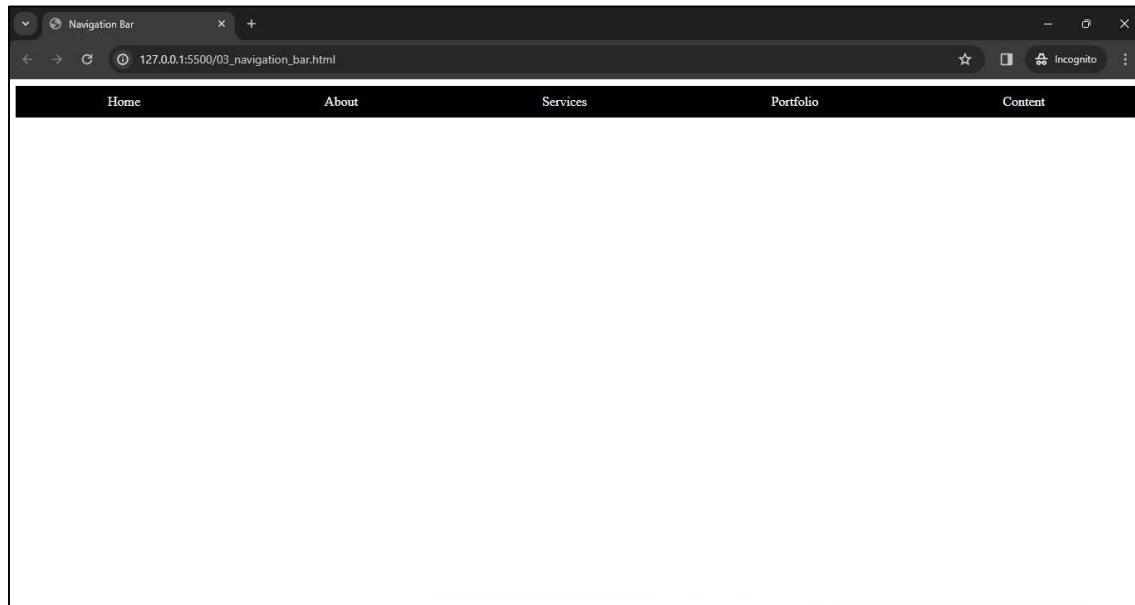 Navigation Bar
127.0.0.1:5500/03_navigation_bar.html
Incognito
Home About Services Portfolio Content